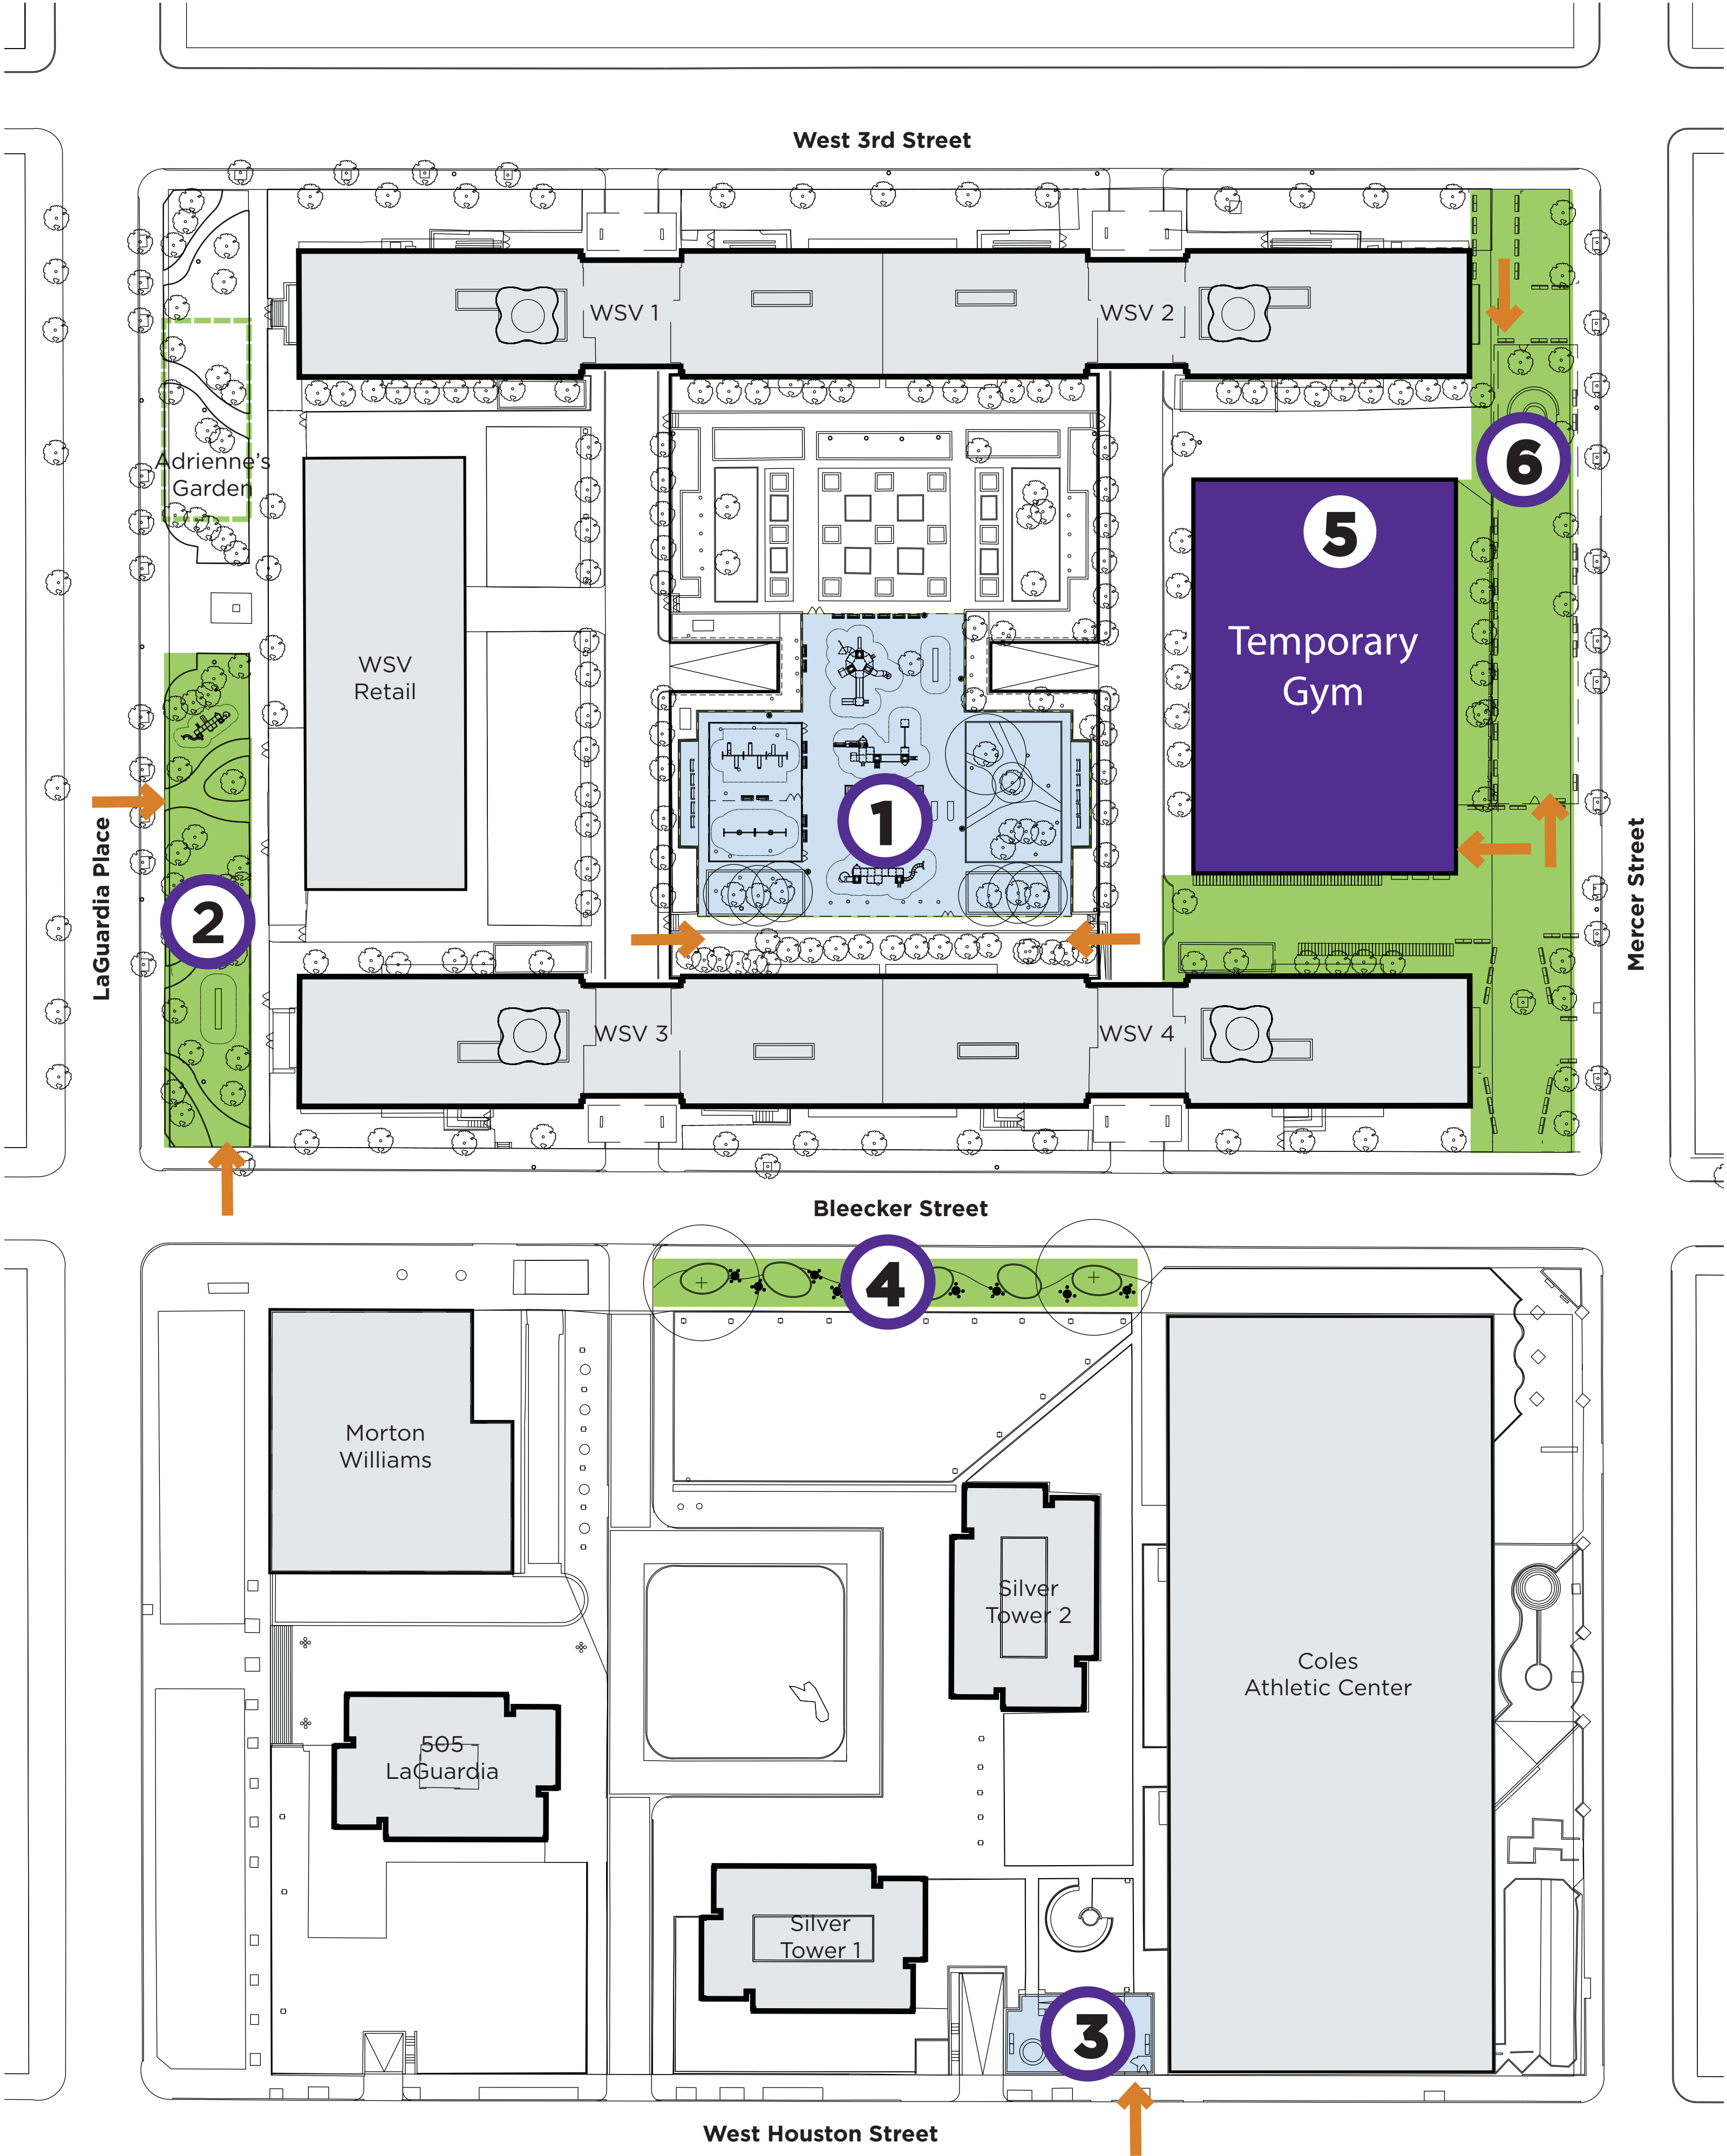 West 3rd Street
WSV 1
WSV 2
Adrienne's
Garden
6
5
Temporary
Gym
WSV
Retail
1
2
LaGuardia Place
Mercer Street
WSV 3
WSV 4
Bleecker Street
4
Morton
Williams
Silver
Tower 2
Coles
Athletic Center
505
LaGuardia
Silver
Tower 1
3
West Houston Street